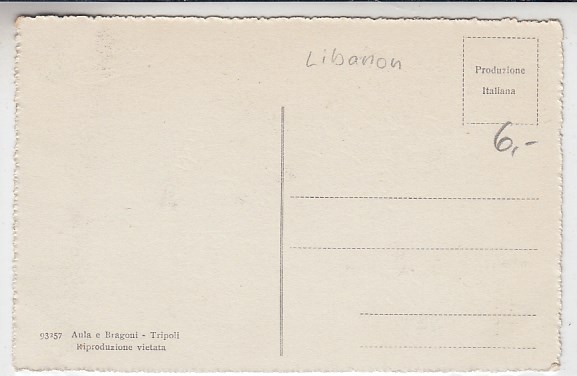 Libanon
Produzione
Italiana
6,-
93257 Aula e Bragoni - Tripoli
Riproduzione vietata